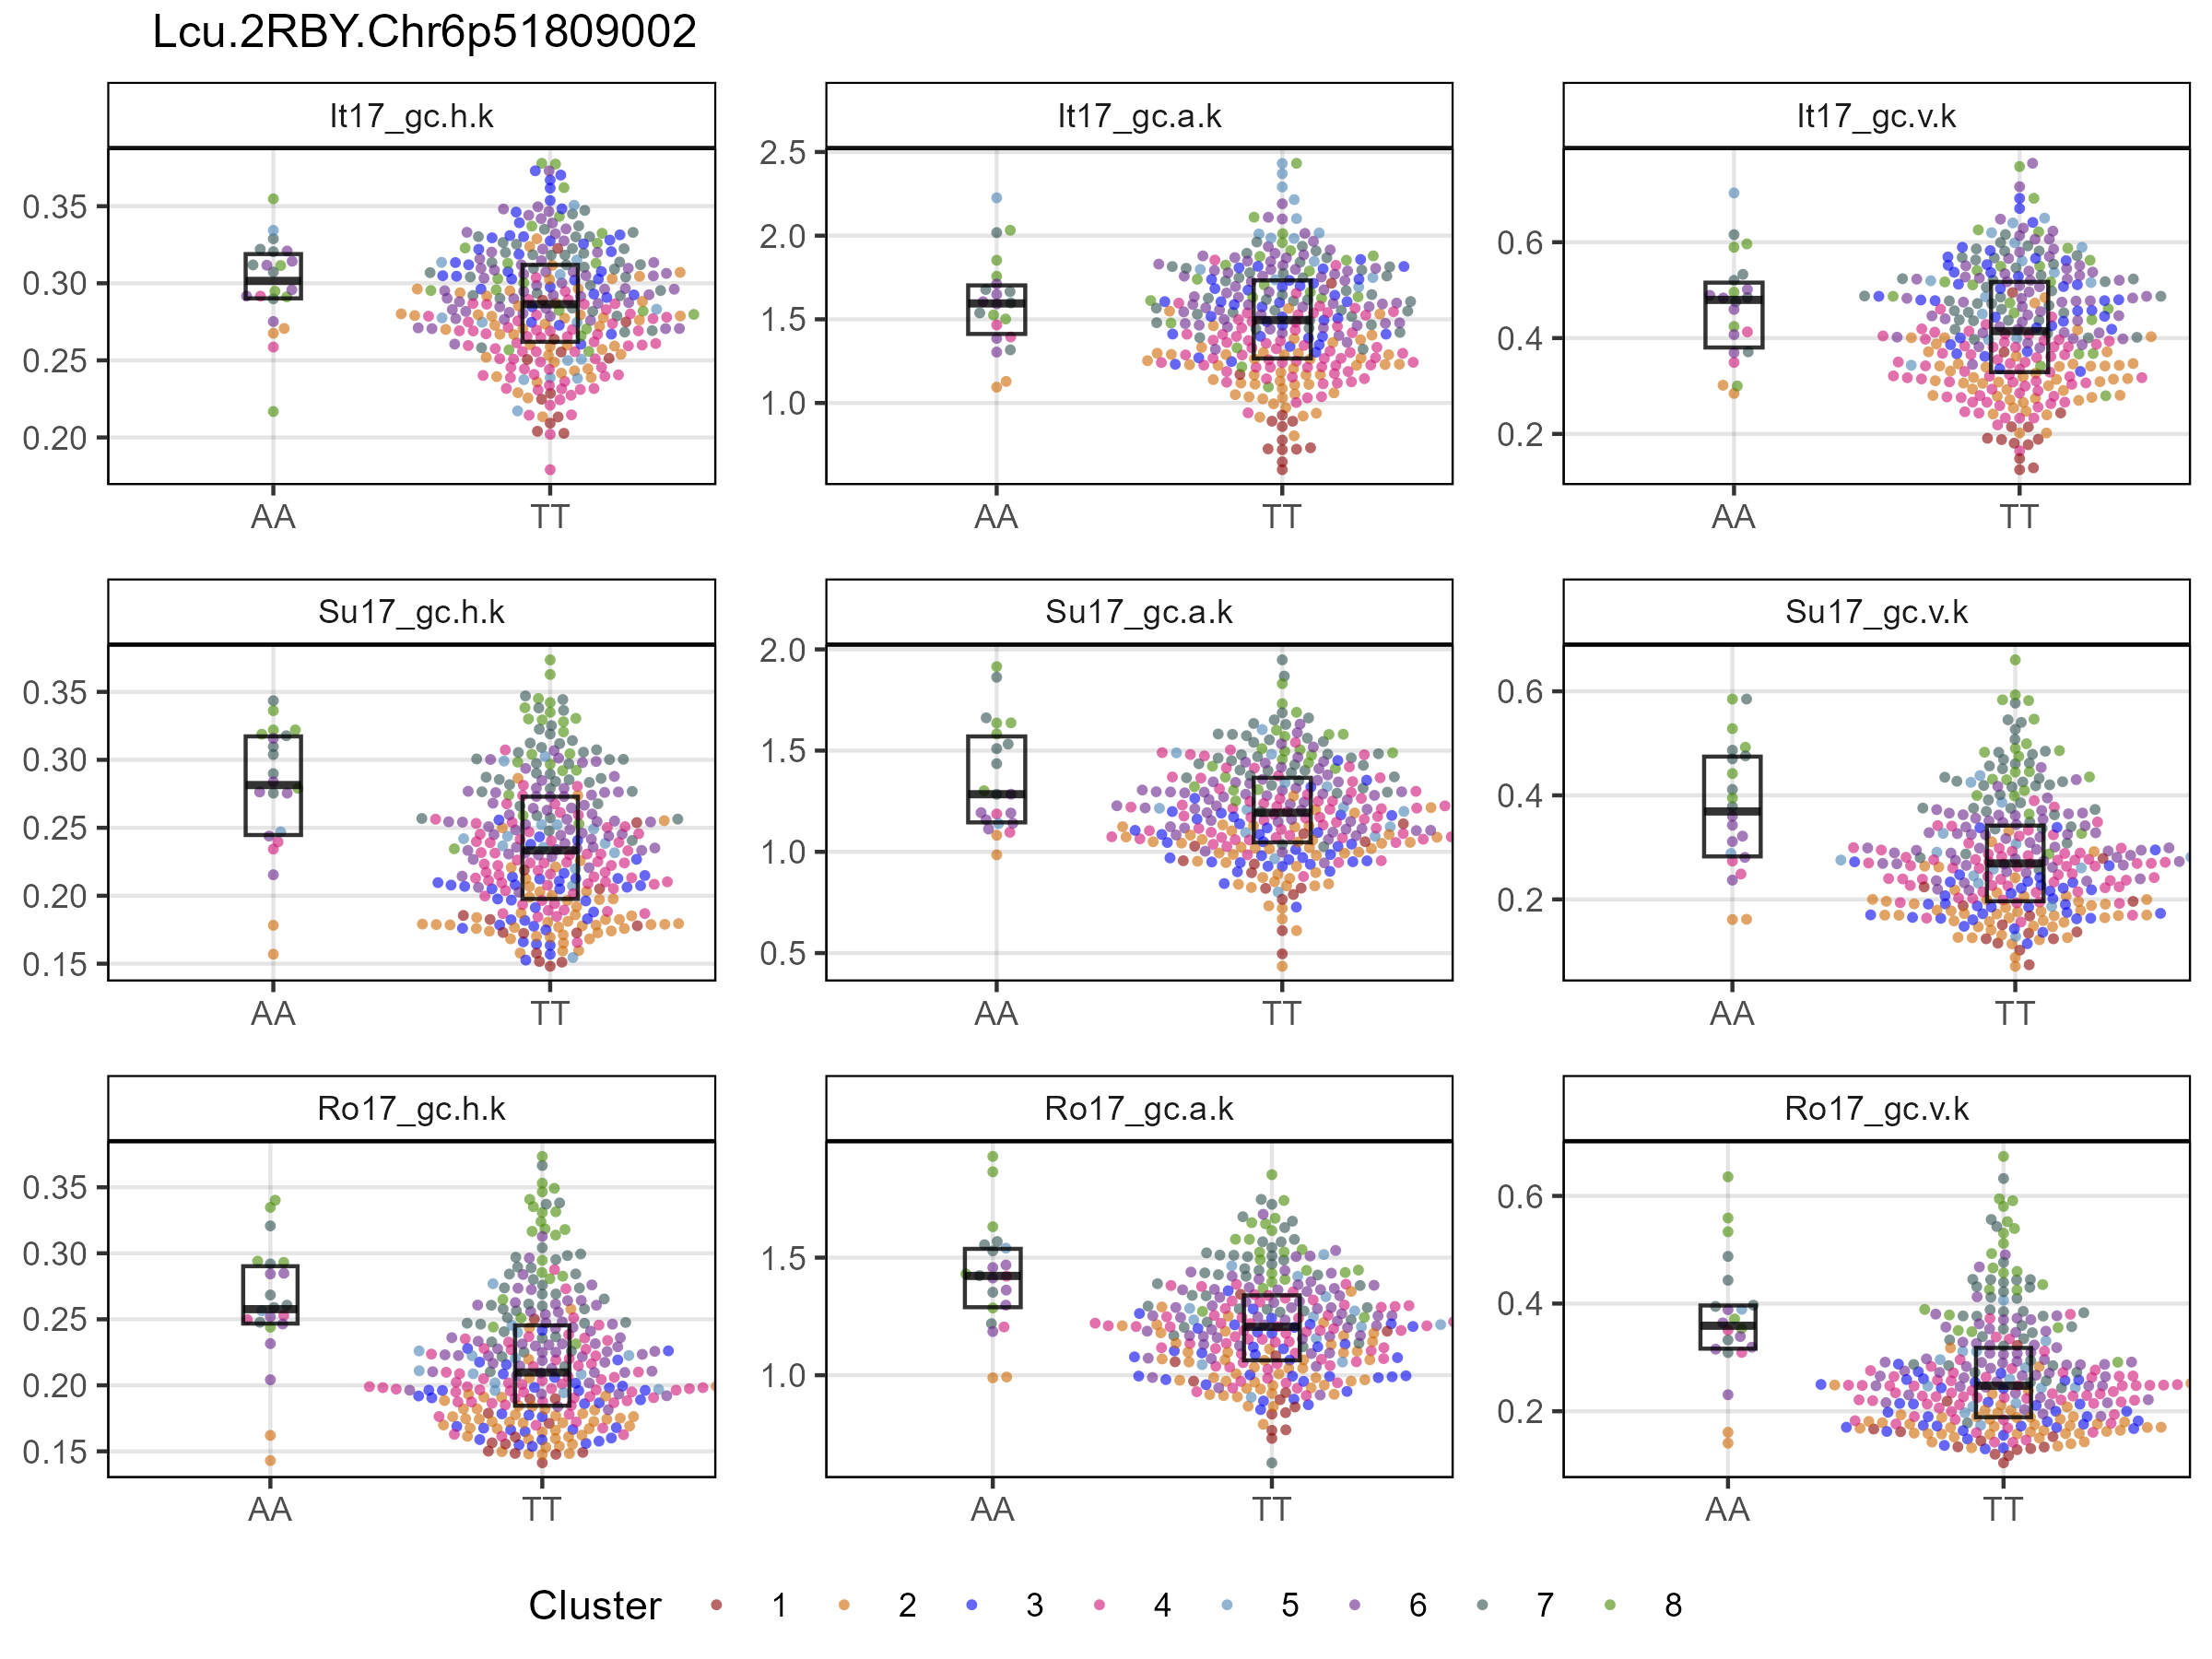 Lcu.2RBY.Chr6p51809002
It17_gc.h.k
It17_gc.a.k
It17_gc.v.k
0.35
0.30
0.25
0.20
AA
TT
2.5
2.0
1.5
1.0
AA
TT
0.6
0.4
0.2
AA
TT
Su17_gc.h.k
Su17_gc.a.k
Su17_gc.v.k
0.35
0.30
0.25
0.20
0.15
AA
TT
2.0
1.5
1.0
0.5
AA
TT
0.6
0.4
0.2
AA
TT
Ro17_gc.h.k
Ro17_gc.a.k
Ro17_gc.v.k
0.35
0.30
0.25
0.20
0.15
AA
TT
1.5
1.0
AA
TT
0.6
0.4
0.2
AA
TT
Cluster 1 2 3 4 5 6 7 8